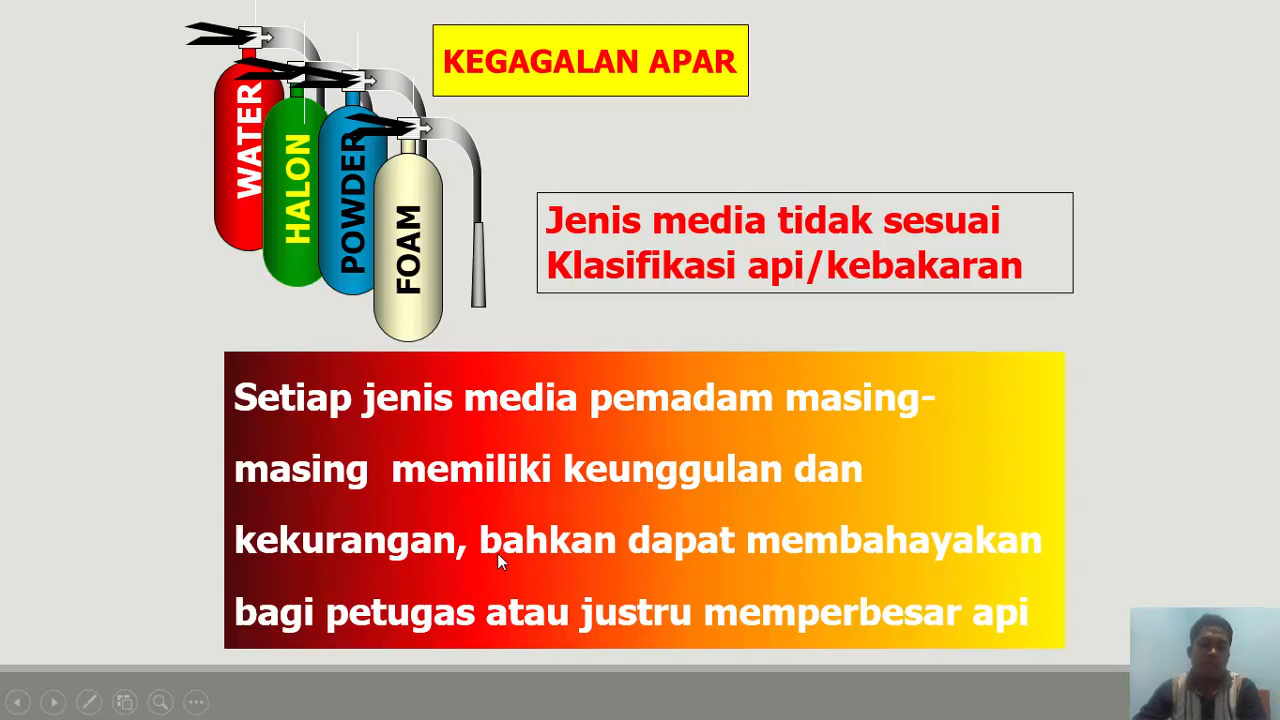 KEGAGALAN APAR
WATER
HALON
POWDER
FOAM
Jenis media tidak sesuai
Klasifikasi api/kebakaran
Setiap jenis media pemadam masing-
masing memiliki keunggulan dan
kekurangan, bahkan dapat membahayakan
bagi petugas atau justru memperbesar api